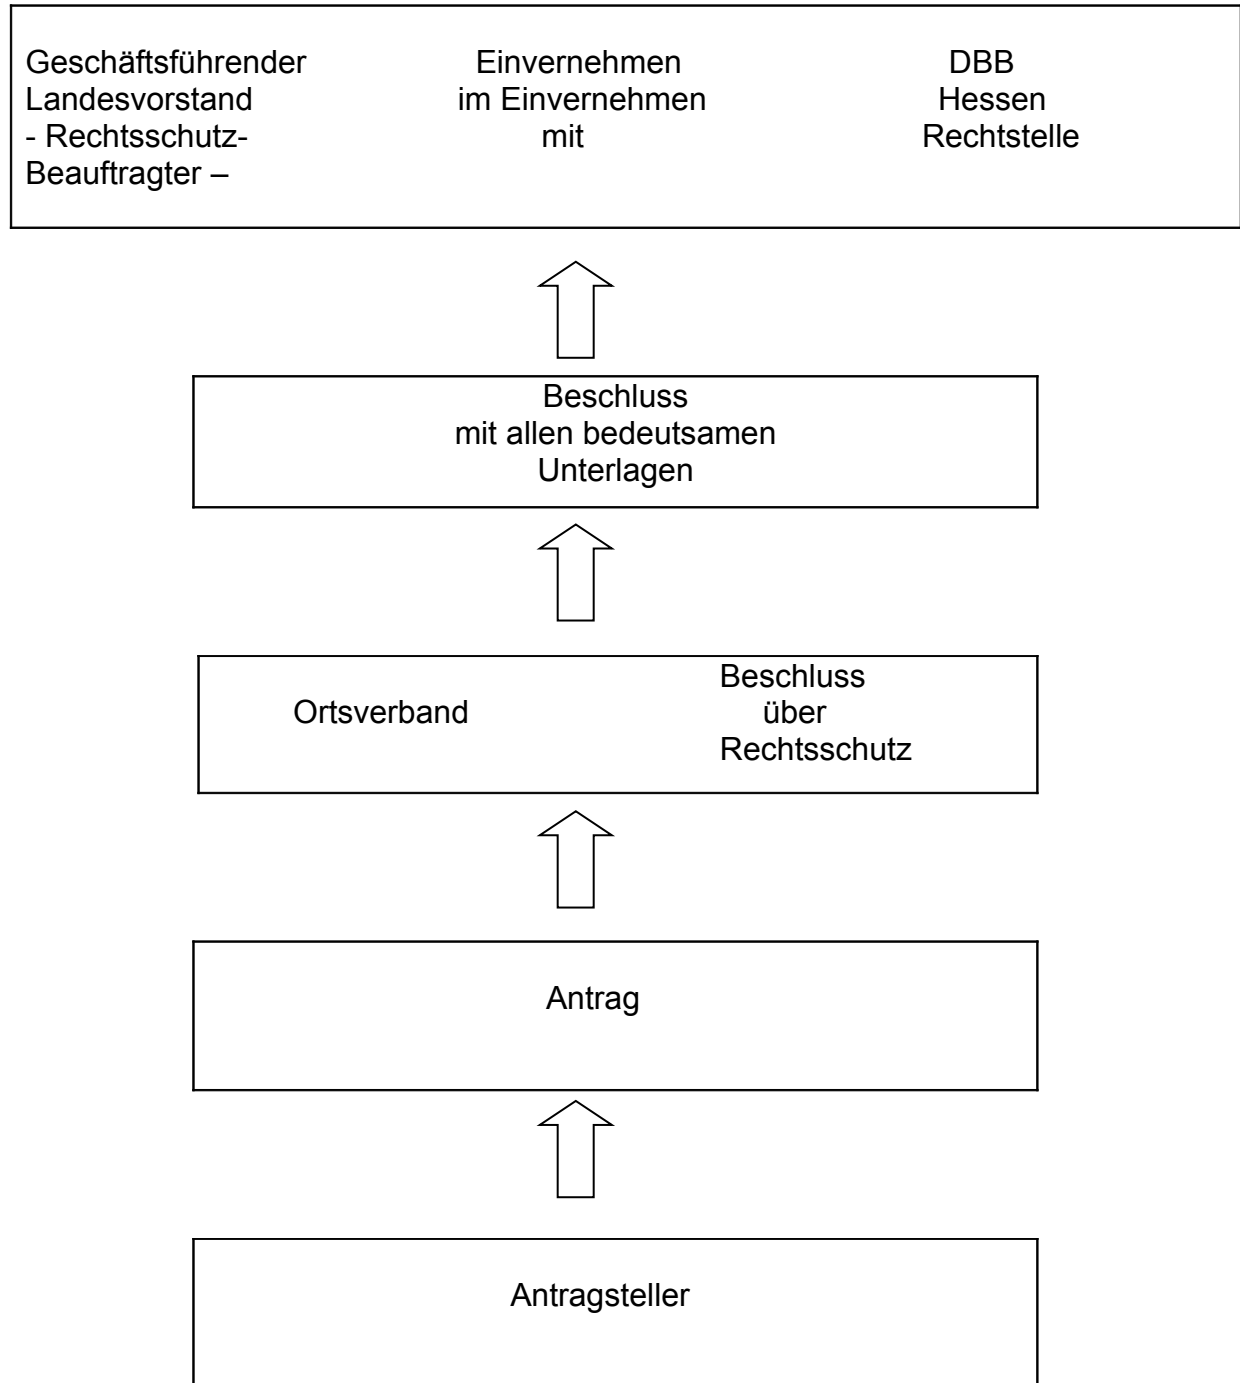 Geschäftsführender Einvernehmen DBB
Landesvorstand im Einvernehmen Hessen
- Rechtsschutz- mit Rechtstelle
Beauftragter –
Beschluss
mit allen bedeutsamen
Unterlagen
Beschluss
Ortsverband über
Rechtsschutz
Antrag
Antragsteller